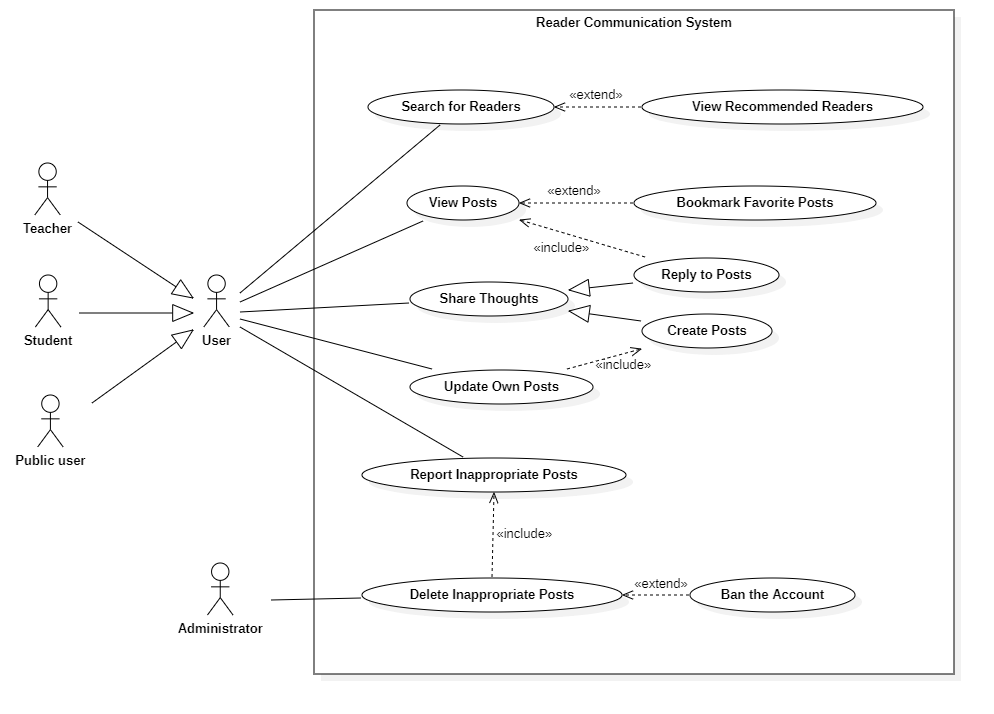 Reader Communication System
«extend»
Search for Readers
View Recommended Readers
Teacher
«extend»
View Posts
Bookmark Favorite Posts
«include»
Reply to Posts
Share Thoughts
Student
User
Create Posts
«include»
Update Own Posts
Public user
Report Inappropriate Posts
«include»
«extend»
Delete Inappropriate Posts
Ban the Account
Administrator